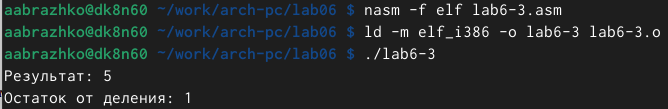 aabrazhko@dk8n60 ~/work/arch-pc/lab06 $ nasm -f elf lab6-3.asm
aabrazhko@dk8n60 ~/work/arch-pc/lab06 $ ld -m elf_i386 -o lab6-3 lab6-3.o
aabrazhko@dk8n60 ~/work/arch-pc/lab06 $ ./lab6-3
Результат: 5
Остаток от деления: 1